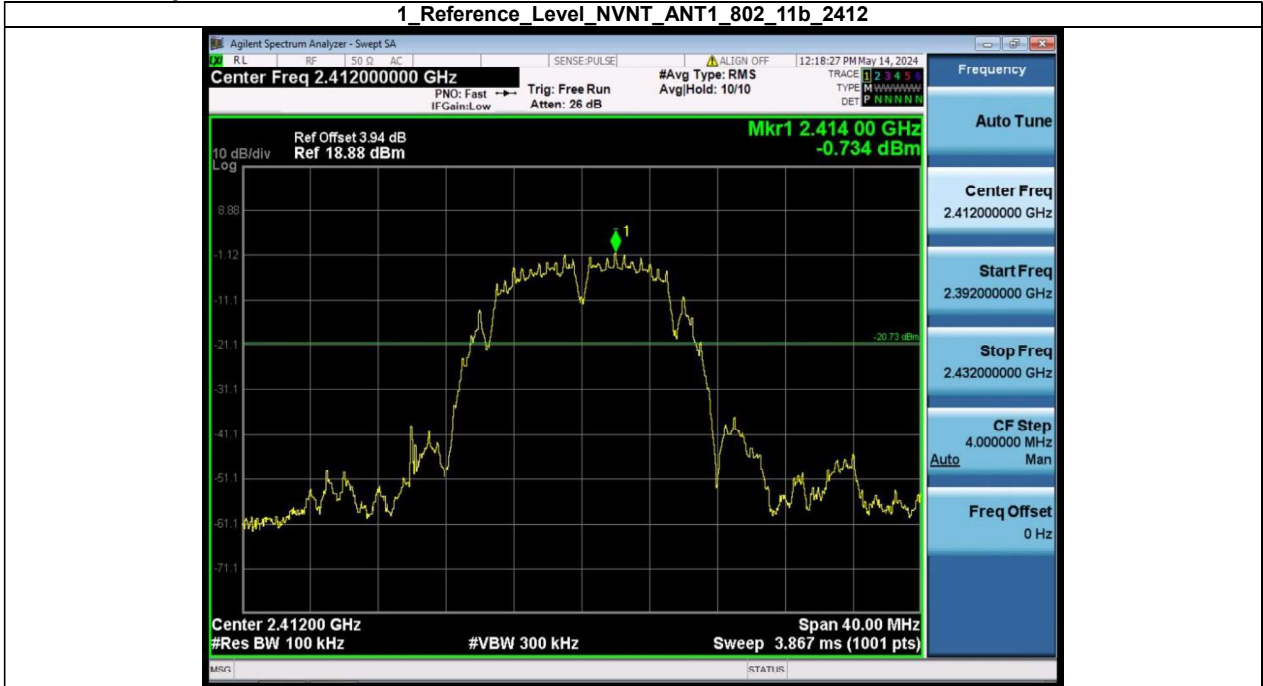 1_Reference_Level_NVNT_ANT1_802_11b_2412
Agilent Spectrum Analyzer - Swept SA
RL RF 50 Ω AC SENSE:PULSE ALIGN OFF 12:18:27 PM May 14, 2024
Center Freq 2.412000000 GHz
PNO: Fast
IFGain:Low
Trig: Free Run
Atten: 26 dB
#Avg Type: RMS
Avg|Hold: 10/10
TRACE 1 2 3 4 5 6
TYPE M WWWWW
DET P N N N N N
Ref Offset 3.94 dB
10 dB/div Ref 18.88 dBm
Log
Mkr1 2.414 00 GHz
-0.734 dBm
8.88
1
-1.12
-11.1
-20.73 dBm
-21.1
-31.1
-41.1
-51.1
-61.1
-71.1
Center 2.41200 GHz Span 40.00 MHz
#Res BW 100 kHz #VBW 300 kHz Sweep 3.867 ms (1001 pts)
MSG STATUS
Frequency
Auto Tune
Center Freq
2.412000000 GHz
Start Freq
2.392000000 GHz
Stop Freq
2.432000000 GHz
CF Step
4.000000 MHz
Auto Man
Freq Offset
0 Hz